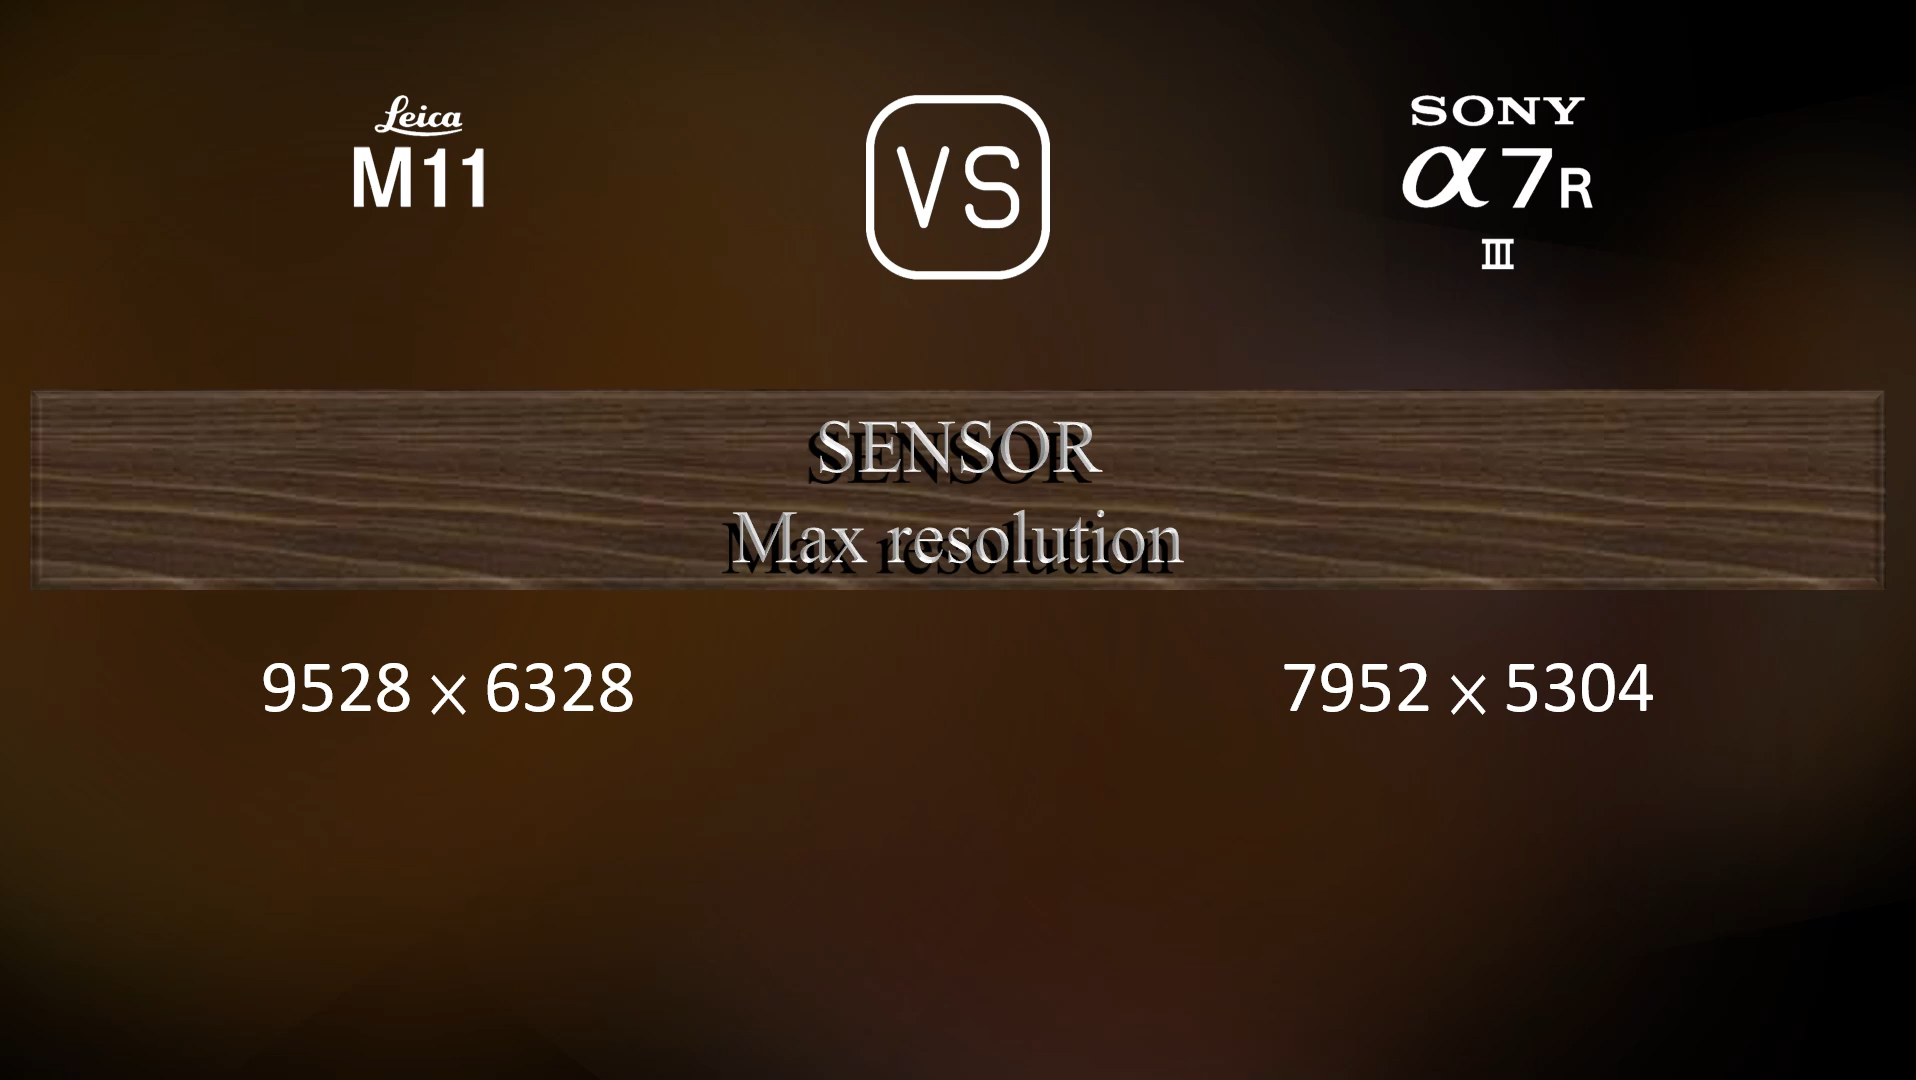 Leica
M11
VS
SONY
α7R
III
SENSOR
Max resolution
9528 x 6328
7952 x 5304